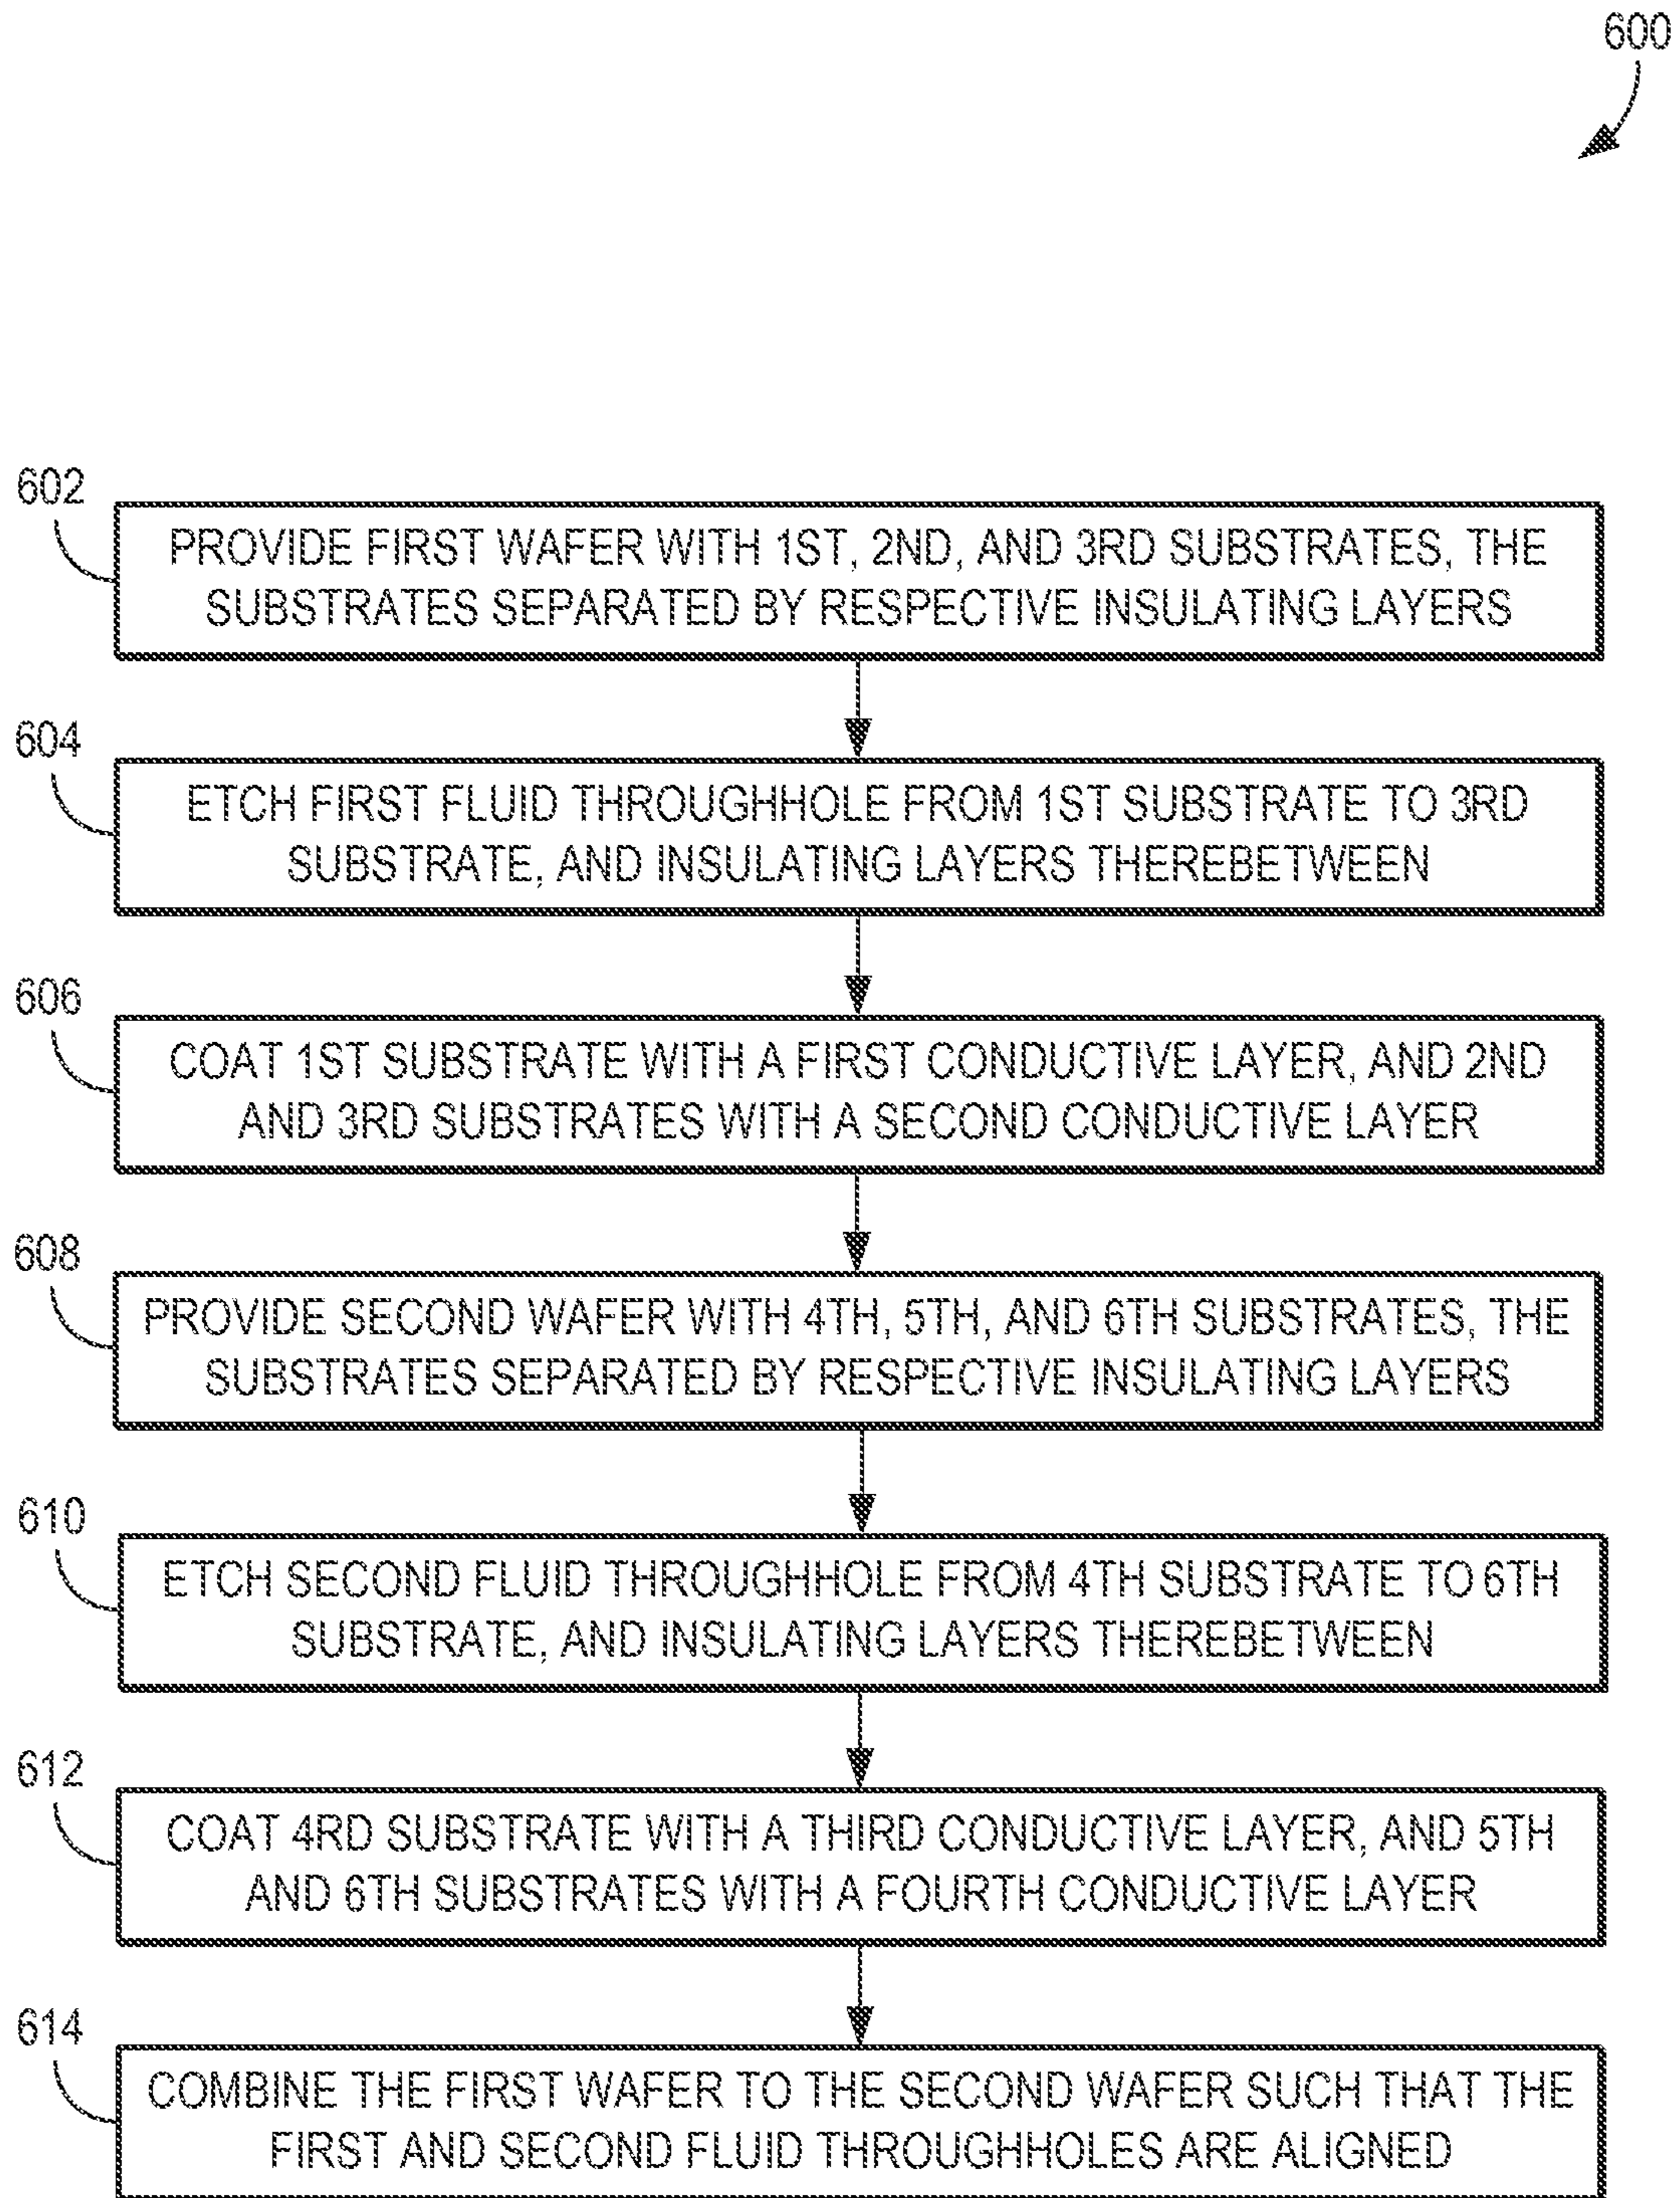 600
602
PROVIDE FIRST WAFER WITH 1ST, 2ND, AND 3RD SUBSTRATES, THE
SUBSTRATES SEPARATED BY RESPECTIVE INSULATING LAYERS
604
ETCH FIRST FLUID THROUGHHOLE FROM 1ST SUBSTRATE TO 3RD
SUBSTRATE, AND INSULATING LAYERS THEREBETWEEN
606
COAT 1ST SUBSTRATE WITH A FIRST CONDUCTIVE LAYER, AND 2ND
AND 3RD SUBSTRATES WITH A SECOND CONDUCTIVE LAYER
608
PROVIDE SECOND WAFER WITH 4TH, 5TH, AND 6TH SUBSTRATES, THE
SUBSTRATES SEPARATED BY RESPECTIVE INSULATING LAYERS
610
ETCH SECOND FLUID THROUGHHOLE FROM 4TH SUBSTRATE TO 6TH
SUBSTRATE, AND INSULATING LAYERS THEREBETWEEN
612
COAT 4RD SUBSTRATE WITH A THIRD CONDUCTIVE LAYER, AND 5TH
AND 6TH SUBSTRATES WITH A FOURTH CONDUCTIVE LAYER
614
COMBINE THE FIRST WAFER TO THE SECOND WAFER SUCH THAT THE
FIRST AND SECOND FLUID THROUGHHOLES ARE ALIGNED